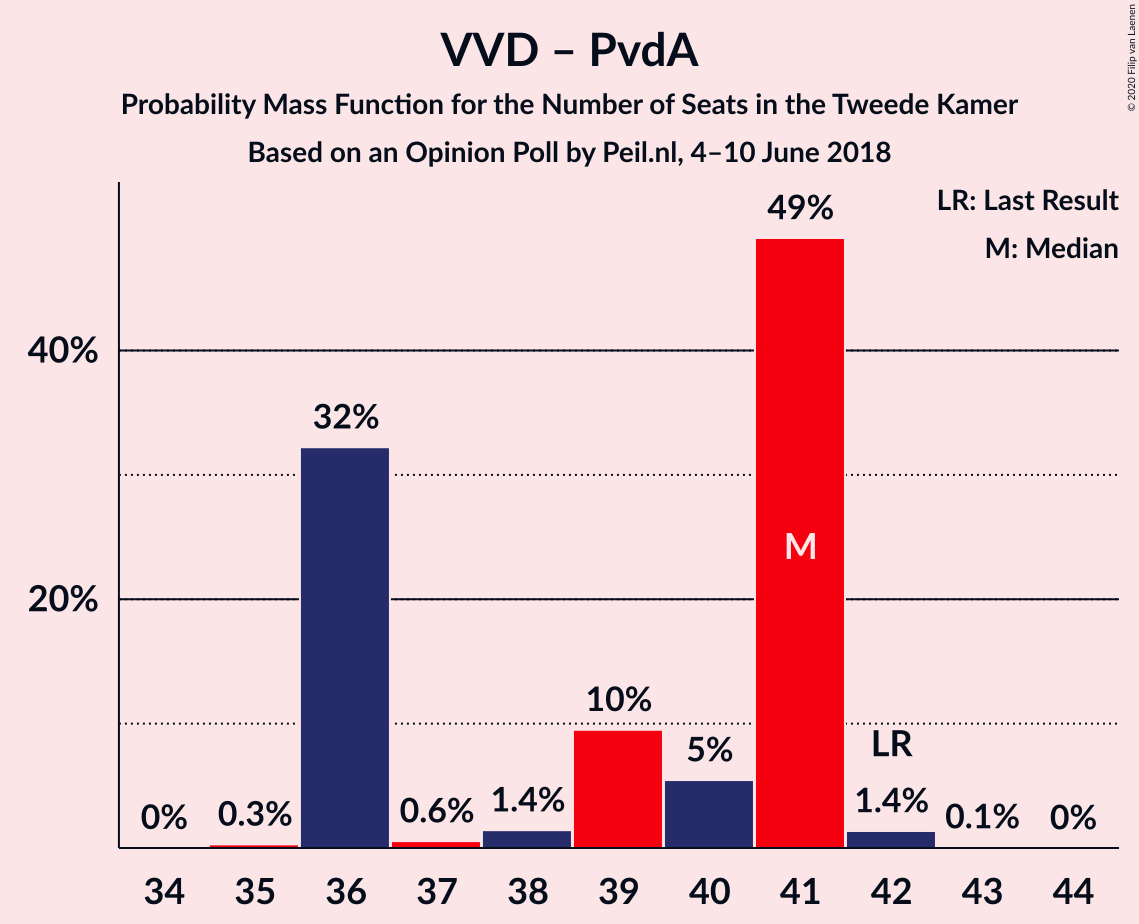 VVD – PvdA
Probability Mass Function for the Number of Seats in the Tweede Kamer
Based on an Opinion Poll by Peil.nl, 4–10 June 2018
© 2020 Filip van Laenen
LR: Last Result
M: Median
49%
40%
32%
M
20%
10%
5%
LR
0%
0.3%
0.6%
1.4%
1.4%
0.1%
0%
34 35 36 37 38 39 40 41 42 43 44